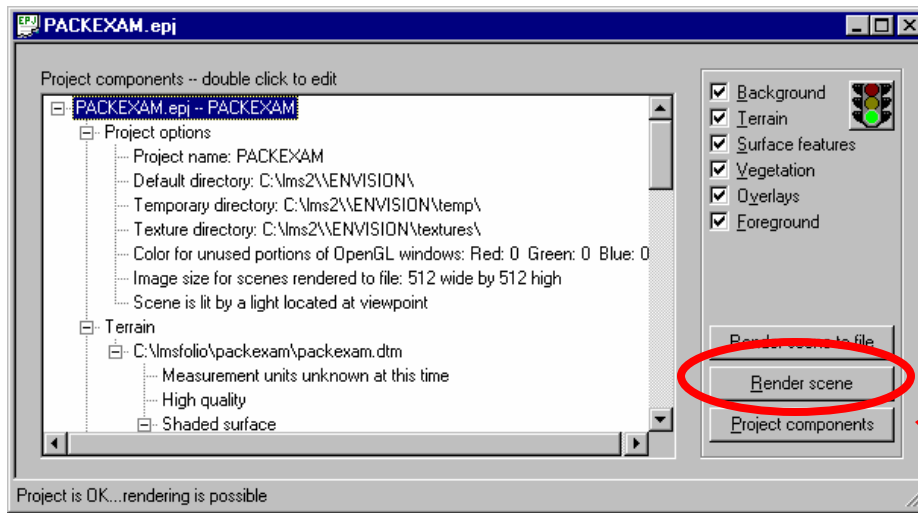 EPJ PACKEXAM.epj
Project components -- double click to edit
PACKEXAM.epj -- PACKEXAM
Project options
Project name: PACKEXAM
Default directory: C:\lms2\\ENVISION\
Temporary directory: C:\lms2\\ENVISION\temp\
Texture directory: C:\lms2\\ENVISION\textures\
Color for unused portions of OpenGL windows: Red: 0 Green: 0 Blue: 0
Image size for scenes rendered to file: 512 wide by 512 high
Scene is lit by a light located at viewpoint
Terrain
C:\lmsfolio\packexam\packexam.dtm
Measurement units unknown at this time
High quality
Shaded surface
Background
Terrain
Surface features
Vegetation
Overlays
Foreground
Render scene to file
Render scene
Project components
Project is OK...rendering is possible